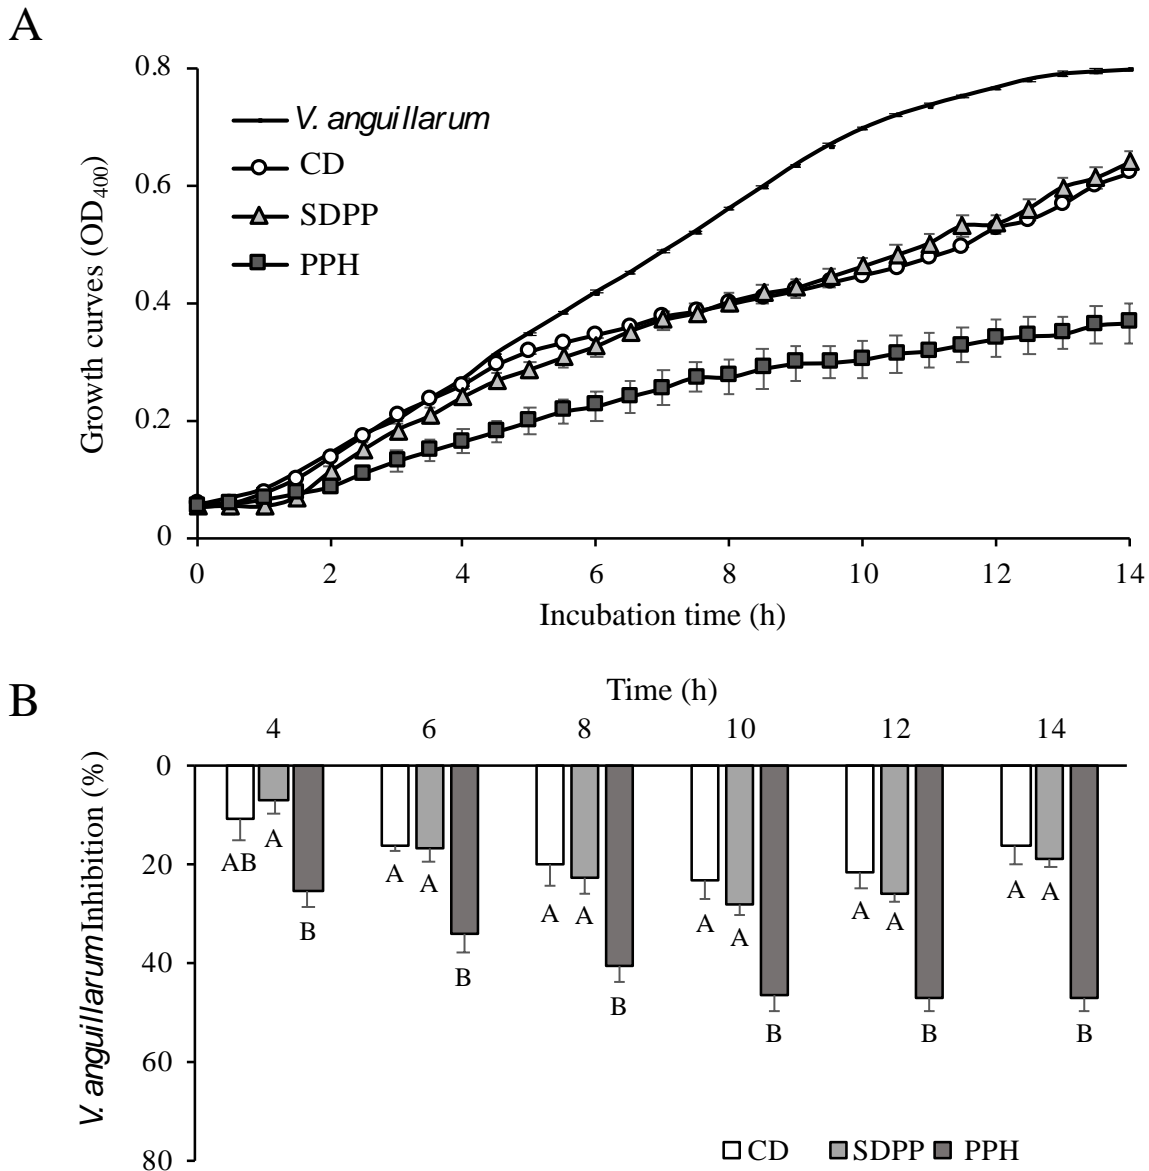 A
0.8
0.6
0.4
0.2
0
Growth curves (OD400)
V. anguillarum
CD
SDPP
PPH
0 2 4 6 8 10 12 14
Incubation time (h)
B
Time (h)
4 6 8 10 12 14
0
20
40
60
80
V. anguillarum Inhibition (%)
AB A B
A A B
A A B
A A B
A A B
A A B
CD SDPP PPH